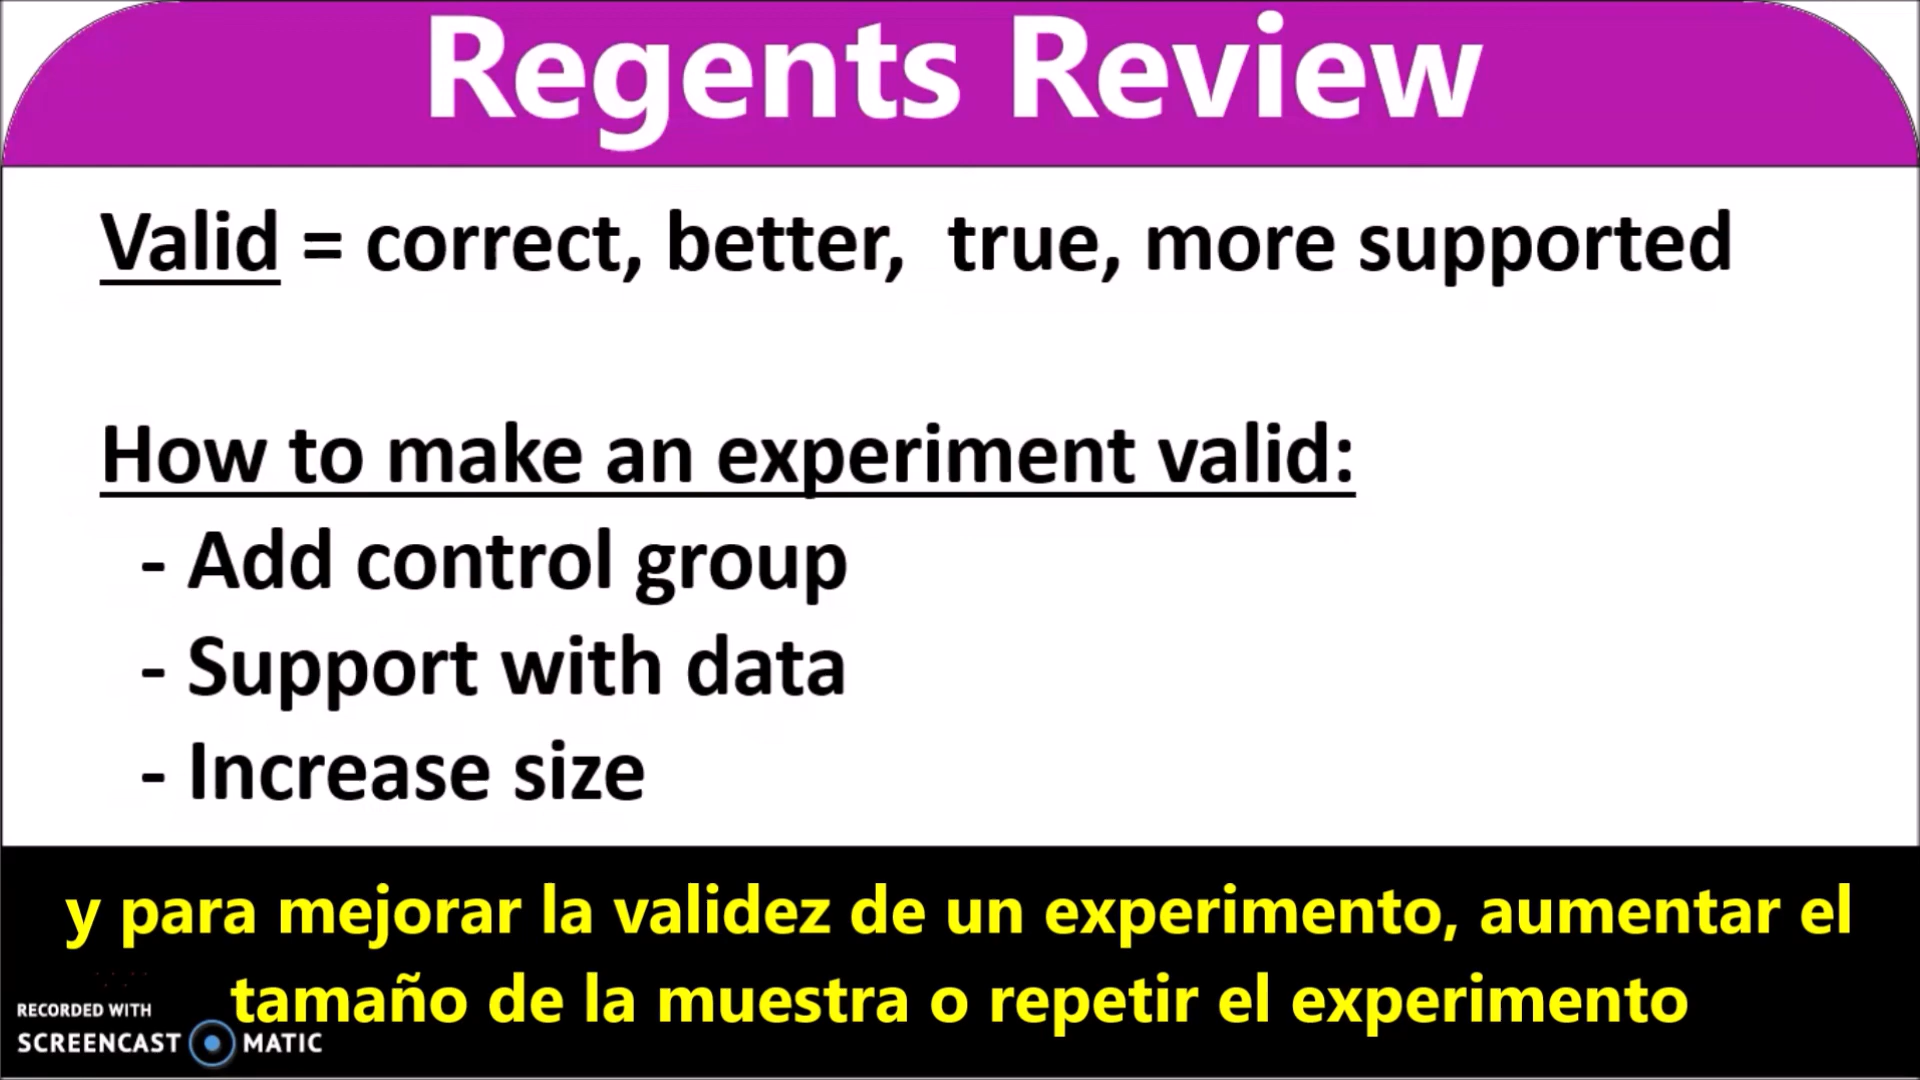 Regents Review
Valid = correct, better, true, more supported
How to make an experiment valid:
- Add control group
- Support with data
- Increase size
y para mejorar la validez de un experimento, aumentar el
tamaño de la muestra o repetir el experimento
RECORDED WITH
SCREENCAST MATIC